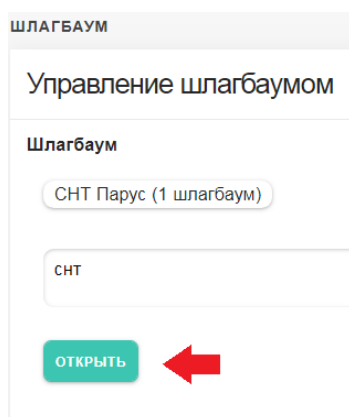 ШЛАГБАУМ
Управление шлагбаумом
Шлагбаум
СНТ Парус (1 шлагбаум)
СНТ
ОТКРЫТЬ